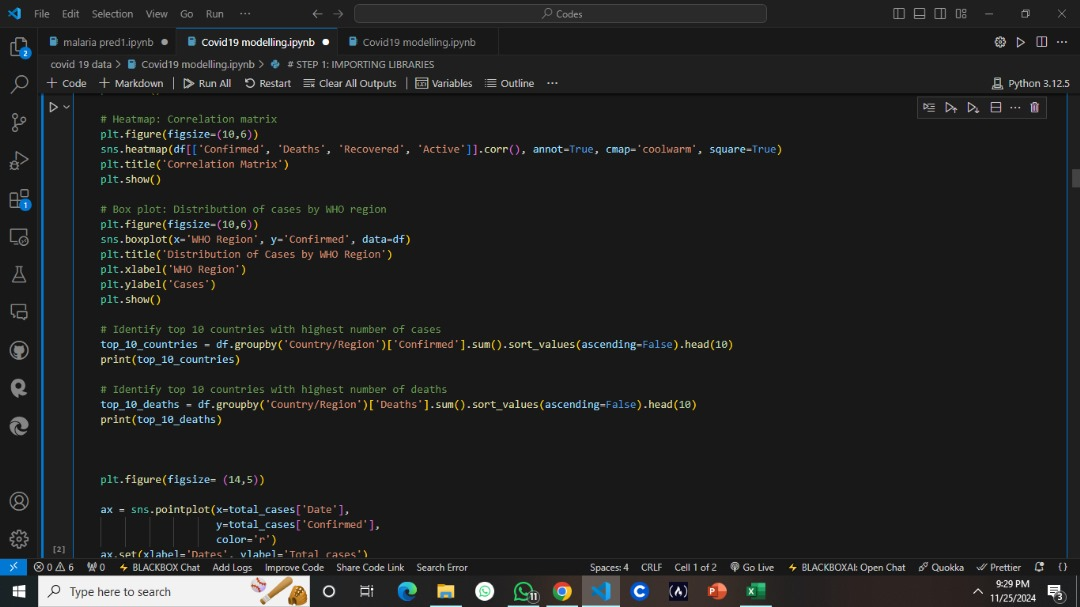 File Edit Selection View Go Run ··· Codes
malaria pred1.ipynb Covid19 modelling.ipynb Covid19 modelling.ipynb
covid 19 data > Covid19 modelling.ipynb > # STEP 1: IMPORTING LIBRARIES
+ Code + Markdown Run All Restart Clear All Outputs Variables Outline ··· Python 3.12.5
# Heatmap: Correlation matrix
plt.figure(figsize=(10,6))
sns.heatmap(df[['Confirmed', 'Deaths', 'Recovered', 'Active']].corr(), annot=True, cmap='coolwarm', square=True)
plt.title('Correlation Matrix')
plt.show()
# Box plot: Distribution of cases by WHO region
plt.figure(figsize=(10,6))
sns.boxplot(x='WHO Region', y='Confirmed', data=df)
plt.title('Distribution of Cases by WHO Region')
plt.xlabel('WHO Region')
plt.ylabel('Cases')
plt.show()
# Identify top 10 countries with highest number of cases
top_10_countries = df.groupby('Country/Region')['Confirmed'].sum().sort_values(ascending=False).head(10)
print(top_10_countries)
# Identify top 10 countries with highest number of deaths
top_10_deaths = df.groupby('Country/Region')['Deaths'].sum().sort_values(ascending=False).head(10)
print(top_10_deaths)
plt.figure(figsize= (14,5))
ax = sns.pointplot(x=total_cases['Date'],
y=total_cases['Confirmed'],
color='r')
[2] ax.set(xlabel='Dates', ylabel='Total cases')
0 6 0 BLACKBOX Chat Add Logs Improve Code Share Code Link Search Error Spaces: 4 CRLF Cell 1 of 2 Go Live BLACKBOXAI: Open Chat Quokka Prettier {}
Type here to search 11 9:29 PM
11/25/2024 3